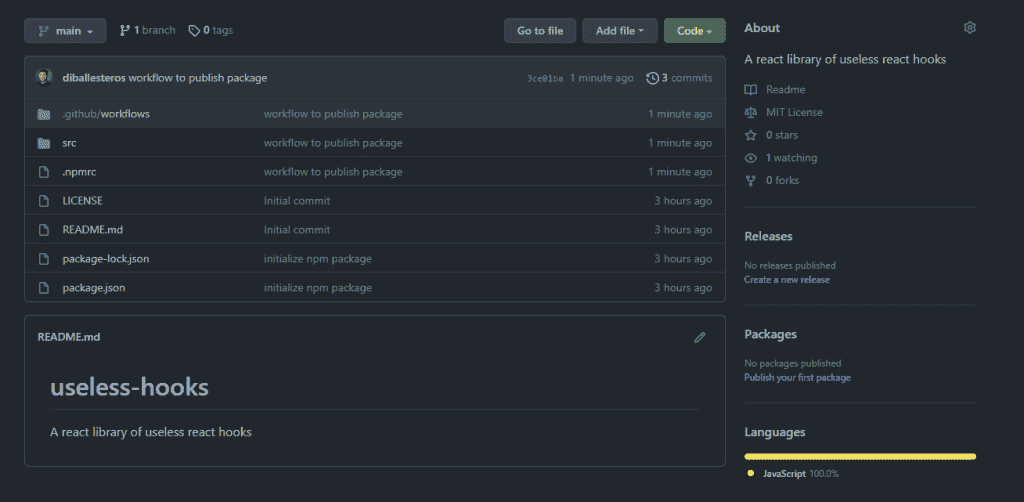 main 1 branch 0 tags Go to file Add file Code
diballesteros workflow to publish package 3ce01ba 1 minute ago 3 commits
.github/workflows workflow to publish package 1 minute ago
src workflow to publish package 1 minute ago
.npmrc workflow to publish package 1 minute ago
LICENSE Initial commit 3 hours ago
README.md Initial commit 3 hours ago
package-lock.json initialize npm package 3 hours ago
package.json initialize npm package 3 hours ago
README.md
useless-hooks
A react library of useless react hooks
About
A react library of useless react hooks
Readme
MIT License
0 stars
1 watching
0 forks
Releases
No releases published
Create a new release
Packages
No packages published
Publish your first package
Languages
JavaScript 100.0%